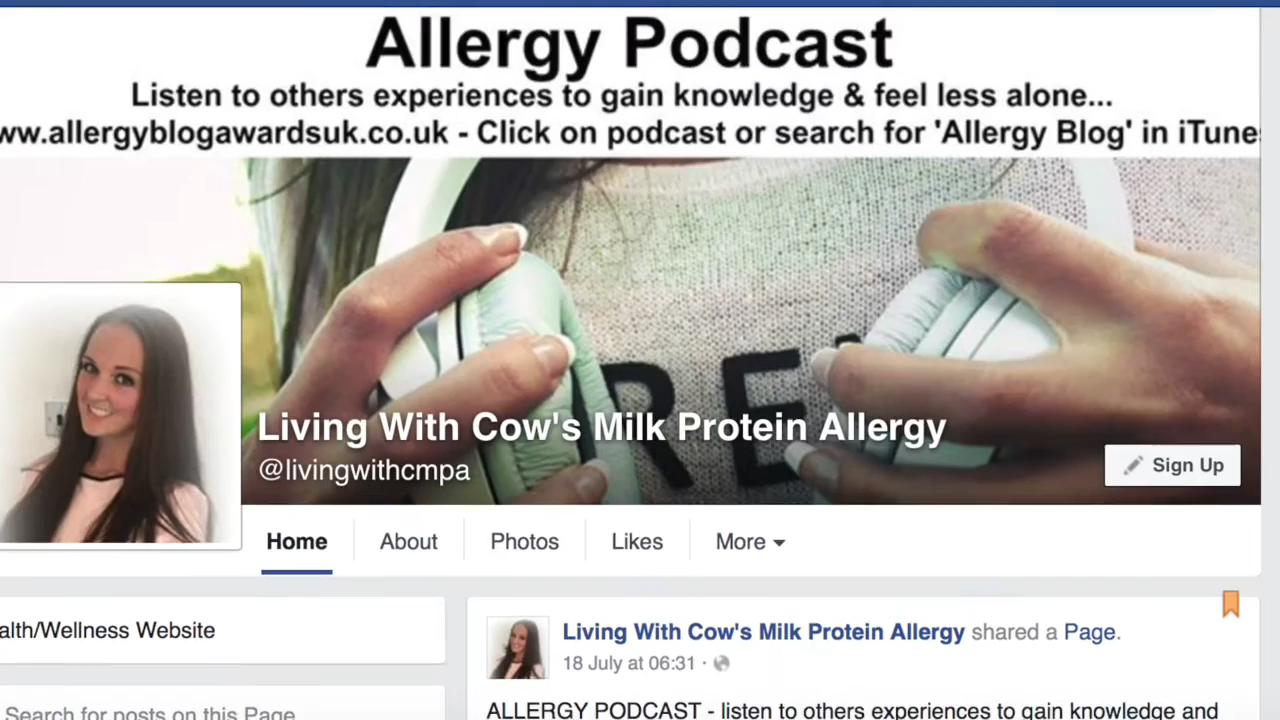 Allergy Podcast
Listen to others experiences to gain knowledge & feel less alone...
ww.allergyblogawardsuk.co.uk - Click on podcast or search for 'Allergy Blog' in iTunes
RE
Living With Cow's Milk Protein Allergy
@livingwithcmpa
Sign Up
Home About Photos Likes More
alth/Wellness Website
Living With Cow's Milk Protein Allergy shared a Page.
18 July at 06:31 ·
Search for posts on this Page
ALLERGY PODCAST - listen to others experiences to gain knowledge and